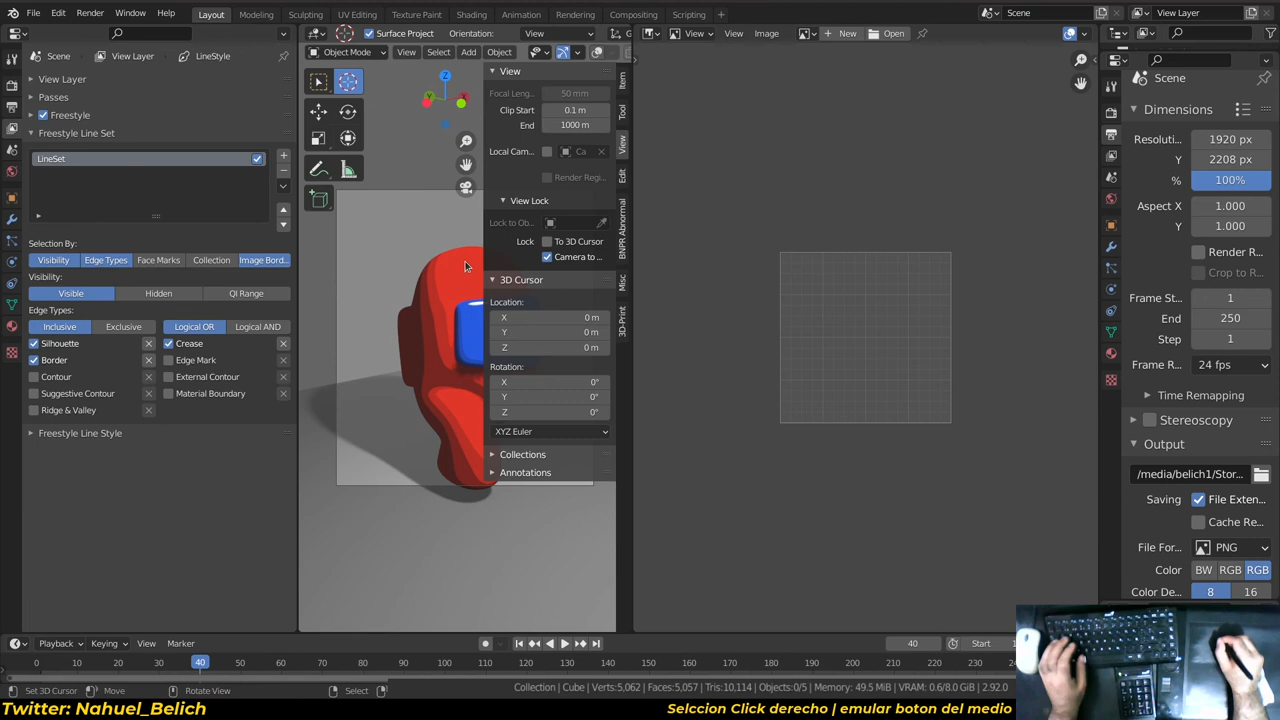 File Edit Render Window Help Layout Modeling Sculpting UV Editing Texture Paint Shading Animation Rendering Compositing Scripting Scene View Layer
Surface Project Orientation: View
View Image New Open
Object Mode View Select Add Object
Scene View Layer LineStyle
Scene
View Layer
Passes
Freestyle
Freestyle Line Set
LineSet
Selection By:
Visibility Edge Types Face Marks Collection Image Bord...
Visibility:
Visible Hidden QI Range
Edge Types:
Inclusive Exclusive Logical OR Logical AND
Silhouette Crease
Border Edge Mark
Contour External Contour
Suggestive Contour Material Boundary
Ridge & Valley
Freestyle Line Style
View
Focal Leng... 50 mm
Clip Start 0.1 m
End 1000 m
Local Cam... Ca
Render Regi...
View Lock
Lock to Ob...
Lock To 3D Cursor
Camera to ...
3D Cursor
Location:
X 0 m
Y 0 m
Z 0 m
Rotation:
X 0°
Y 0°
Z 0°
XYZ Euler
Collections
Annotations
Item
Tool
View
Edit
BNPR Abnormal
Misc
3D-Print
Z
Y
Dimensions
Resoluti... 1920 px
Y 2208 px
% 100%
Aspect X 1.000
Y 1.000
Render R...
Crop to R...
Frame St... 1
End 250
Step 1
Frame R... 24 fps
Time Remapping
Stereoscopy
Output
/media/belich1/Stor...
Saving File Exten...
Cache Re...
File For... PNG
Color BW RGB RGB
Color De... 8 16
Playback Keying View Marker 40 Start
0 10 20 30 40 50 60 70 80 90 100 110 120 130 140 150 160 170 180 190 200 210 220 230 240 250
Set 3D Cursor Move Rotate View Select Collection | Cube | Verts:5,062 | Faces:5,057 | Tris:10,114 | Objects:0/5 | Memory: 49.5 MiB | VRAM: 0.6/8.0 GiB | 2.92.0
Twitter: Nahuel_Belich Selccion Click derecho | emular boton del medio